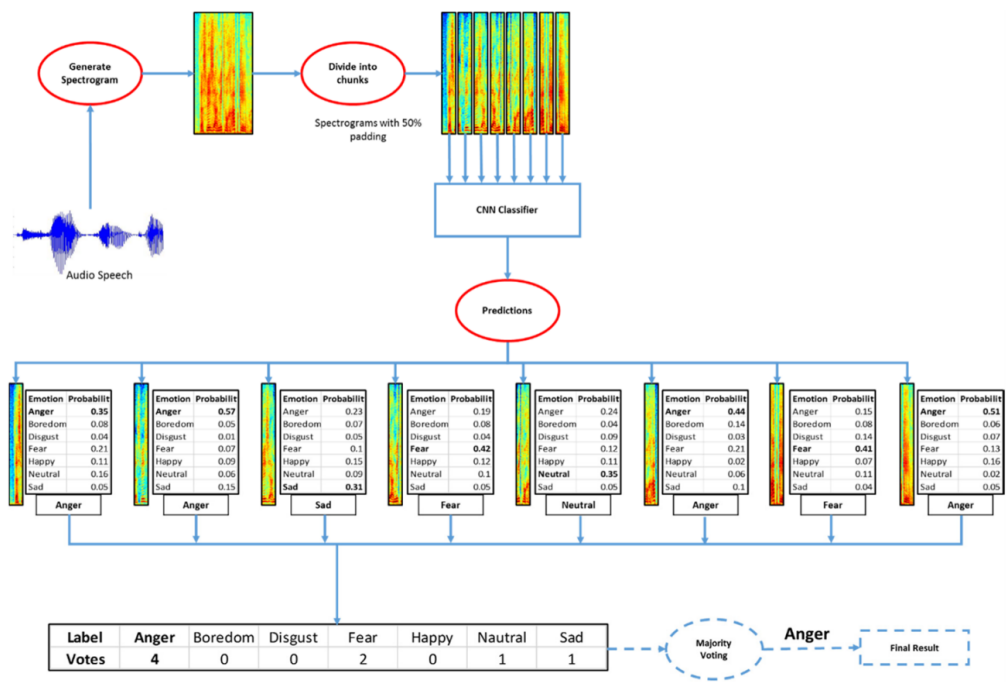 Generate
Spectrogram
Divide into
chunks
Spectrograms with 50%
padding
CNN Classifier
Audio Speech
Predictions
Emotion Probabilit
Anger 0.35
Boredom 0.08
Disgust 0.04
Fear 0.21
Happy 0.11
Neutral 0.16
Sad 0.05
Anger
Emotion Probabilit
Anger 0.57
Boredom 0.05
Disgust 0.01
Fear 0.07
Happy 0.09
Neutral 0.06
Sad 0.15
Anger
Emotion Probabilit
Anger 0.23
Boredom 0.07
Disgust 0.05
Fear 0.1
Happy 0.15
Neutral 0.09
Sad 0.31
Sad
Emotion Probabilit
Anger 0.19
Boredom 0.08
Disgust 0.04
Fear 0.42
Happy 0.12
Neutral 0.1
Sad 0.05
Fear
Emotion Probabilit
Anger 0.24
Boredom 0.04
Disgust 0.09
Fear 0.12
Happy 0.11
Neutral 0.35
Sad 0.05
Neutral
Emotion Probabilit
Anger 0.44
Boredom 0.14
Disgust 0.03
Fear 0.21
Happy 0.02
Neutral 0.06
Sad 0.1
Anger
Emotion Probabilit
Anger 0.15
Boredom 0.08
Disgust 0.14
Fear 0.41
Happy 0.07
Neutral 0.11
Sad 0.04
Fear
Emotion Probabilit
Anger 0.51
Boredom 0.06
Disgust 0.07
Fear 0.13
Happy 0.16
Neutral 0.02
Sad 0.05
Anger
Label Anger Boredom Disgust Fear Happy Nautral Sad
Votes 4 0 0 2 0 1 1
Majority
Voting
Anger
Final Result